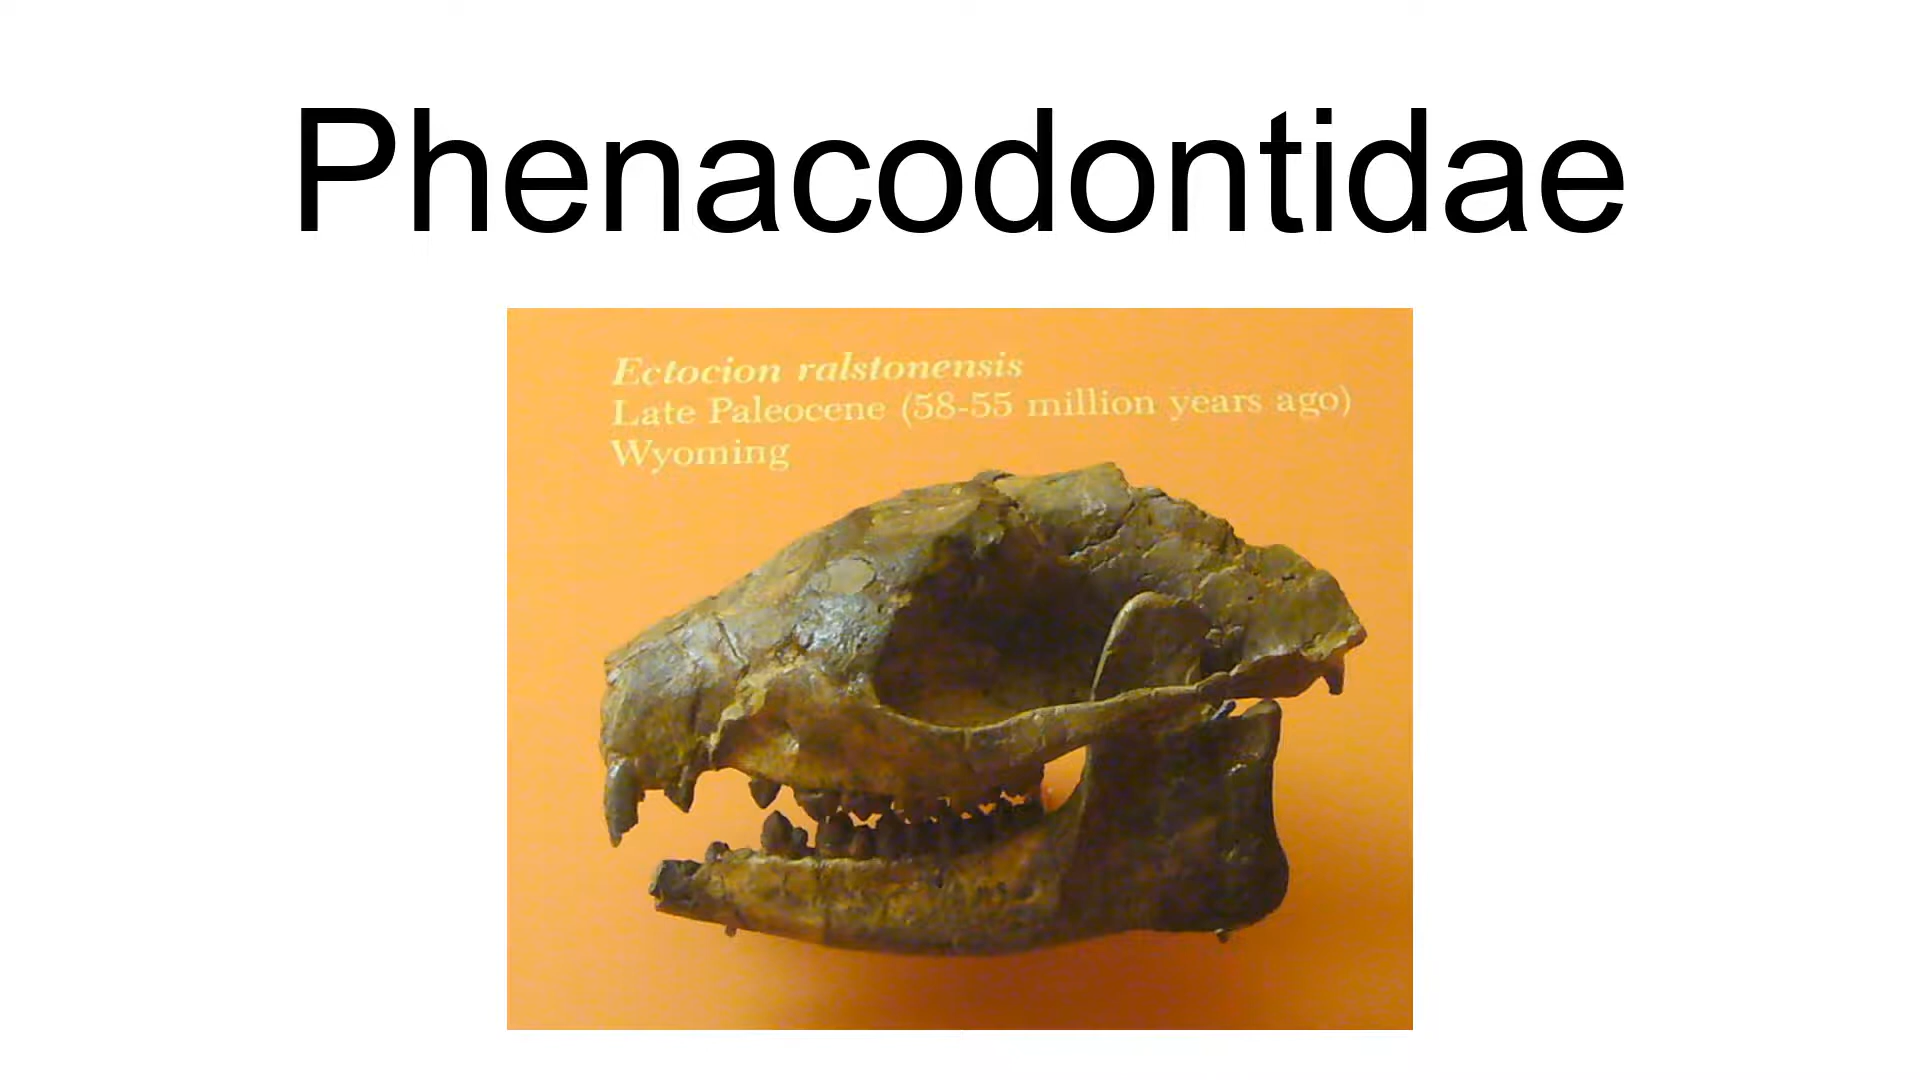 Phenacodontidae
Ectocion ralstonensis
Late Paleocene (58-55 million years ago)
Wyoming